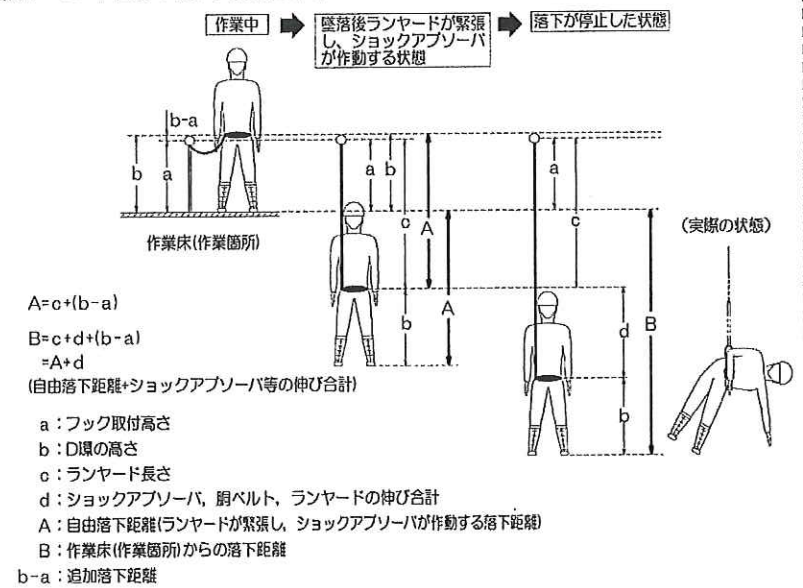 作業中
墜落後ランヤードが緊張
し、ショックアブソーバ
が作動する状態
落下が停止した状態
b-a
b
a
作業床(作業箇所)
a
b
c
A
b
A
a
c
d
B
b
(実際の状態)
A=c+(b-a)
B=c+d+(b-a)
=A+d
(自由落下距離+ショックアブソーバ等の伸び合計)
a:フック取付高さ
b:D環の高さ
c:ランヤード長さ
d:ショックアブソーバ, 胴ベルト, ランヤードの伸び合計
A:自由落下距離(ランヤードが緊張し、ショックアブソーバが作動する落下距離)
B:作業床(作業箇所)からの落下距離
b-a:追加落下距離